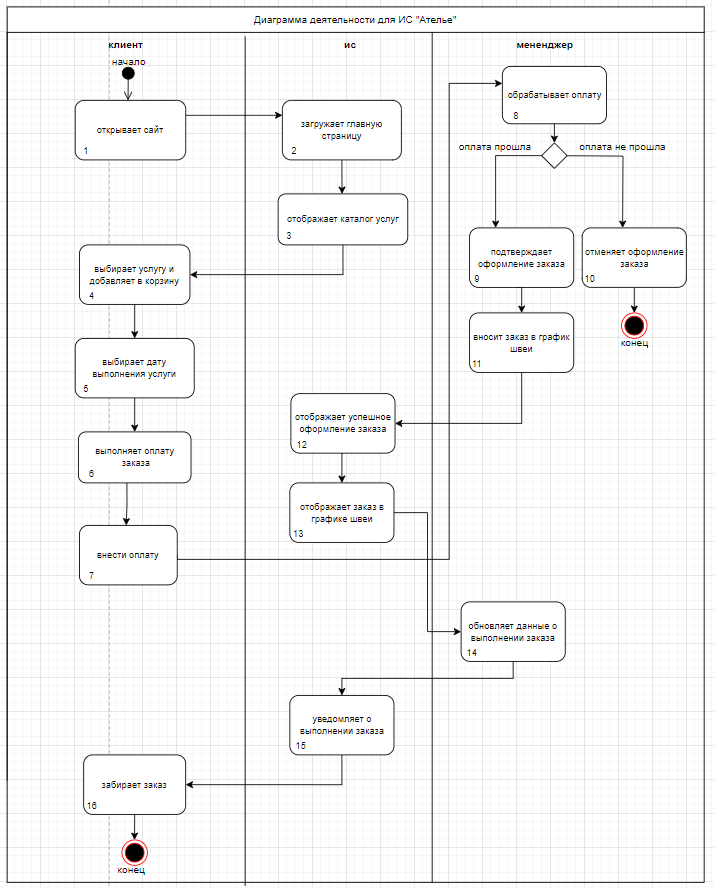 Диаграмма деятельности для ИС "Ателье"
клиент
ис
мененджер
начало
открывает сайт
1
загружает главную
страницу
2
обрабатывает оплату
8
оплата прошла
оплата не прошла
отображает каталог услуг
3
выбирает услугу и
добавляет в корзину
4
подтверждает
оформление заказа
9
отменяет оформление
заказа
10
конец
вносит заказ в график
швеи
11
выбирает дату
выполнения услуги
5
отображает успешное
оформление заказа
12
выполняет оплату
заказа
6
отображает заказ в
графике швеи
13
внести оплату
7
обновляет данные о
выполнении заказа
14
уведомляет о
выполнении заказа
15
забирает заказ
16
конец